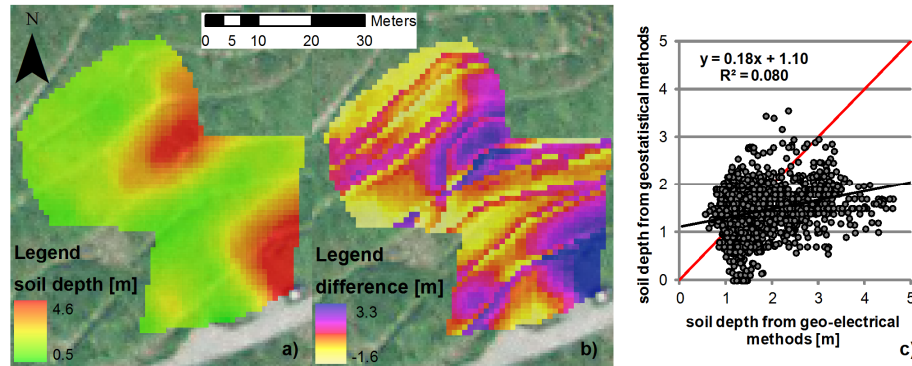 N
Meters
0 5 10 20 30
Legend
soil depth [m]
4.6
0.5
a)
Legend
difference [m]
3.3
-1.6
b)
soil depth from geostatistical methods
5
4
3
2
1
0
y = 0.18x + 1.10
R² = 0.080
0 1 2 3 4 5
soil depth from geo-electrical
methods [m]
c)